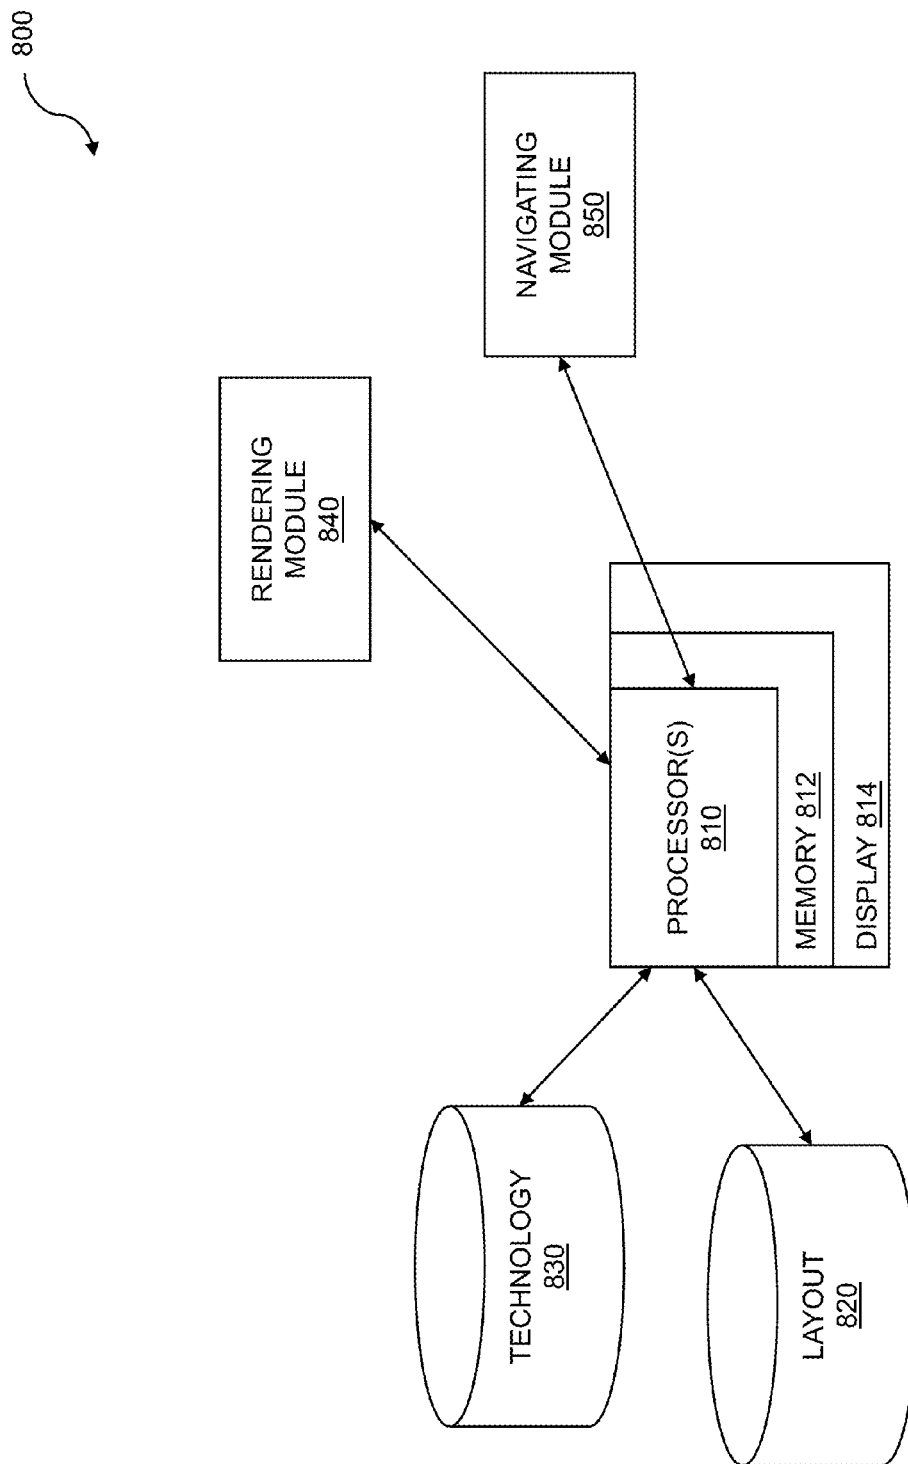 800
RENDERING
MODULE
840
NAVIGATING
MODULE
850
TECHNOLOGY
830
PROCESSOR(S)
810
MEMORY 812
DISPLAY 814
LAYOUT
820